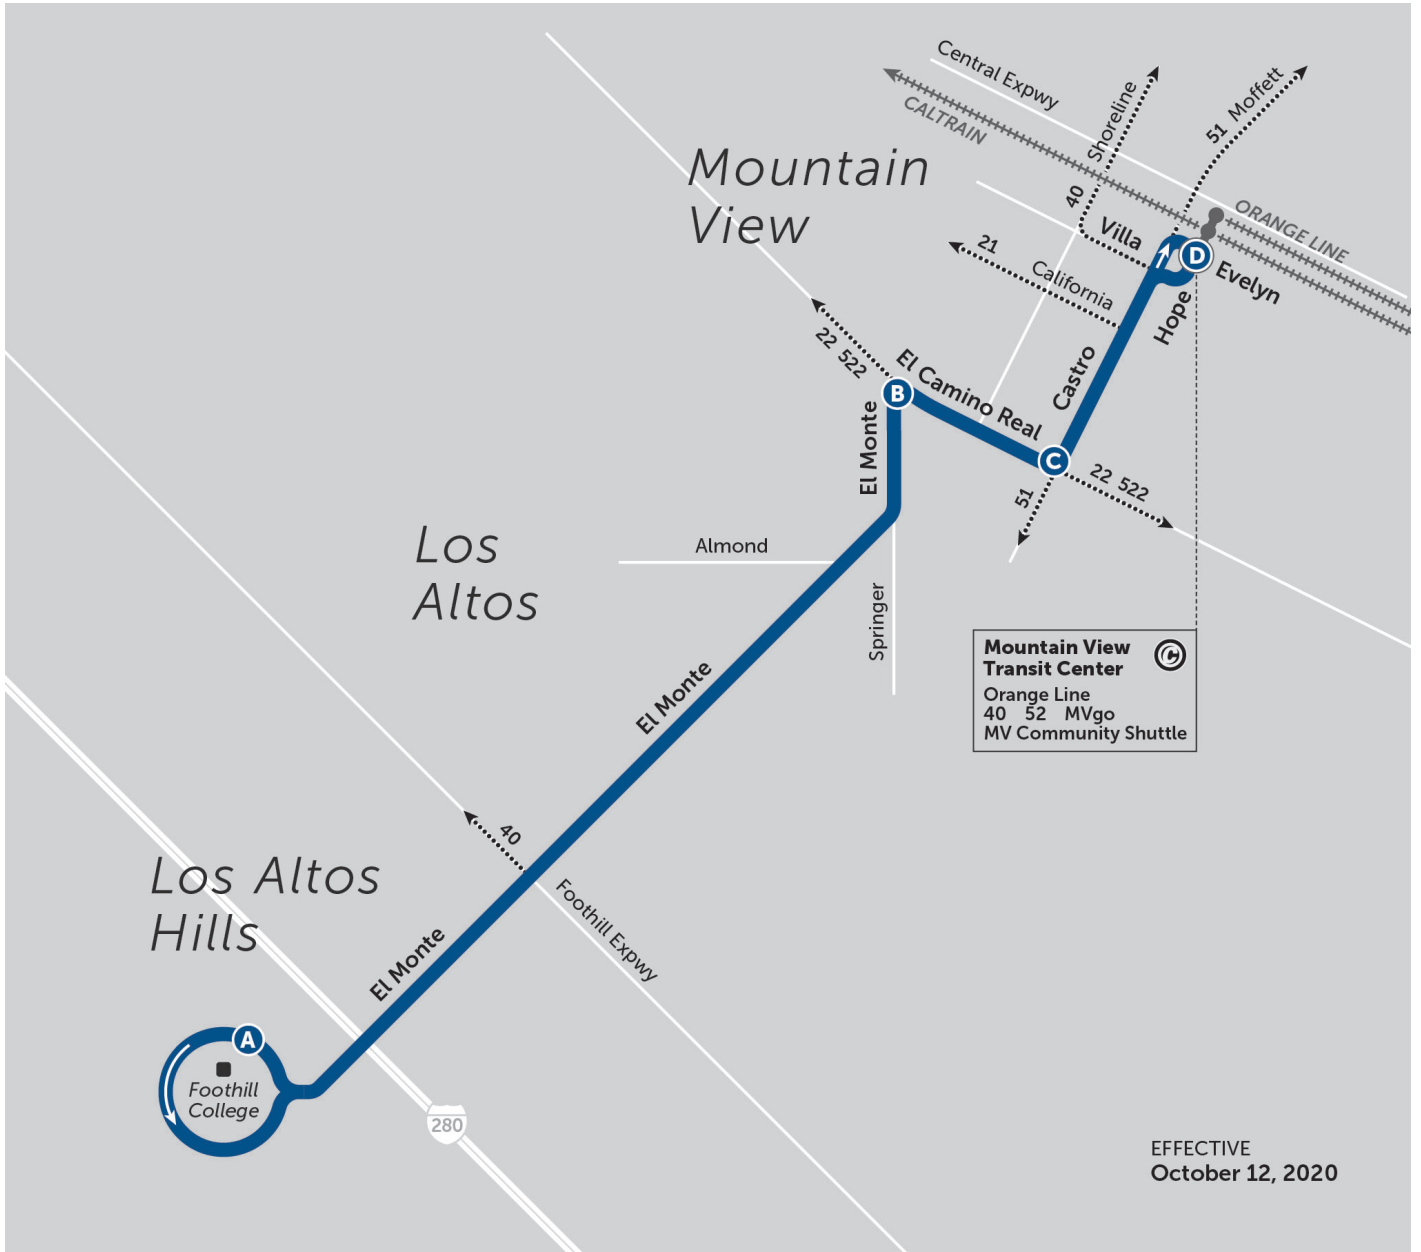 Central Expwy
CALTRAIN
Shoreline
40
51 Moffett
ORANGE LINE
Mountain
View
Villa
21
California
D
Evelyn
Hope
22 522
El Camino Real
Castro
B
El Monte
C
22 522
51
Los
Altos
Almond
Springer
Mountain View
Transit Center
C
Orange Line
40 52 MVgo
MV Community Shuttle
El Monte
40
Foothill Expwy
Los Altos
Hills
El Monte
A
Foothill
College
280
EFFECTIVE
October 12, 2020